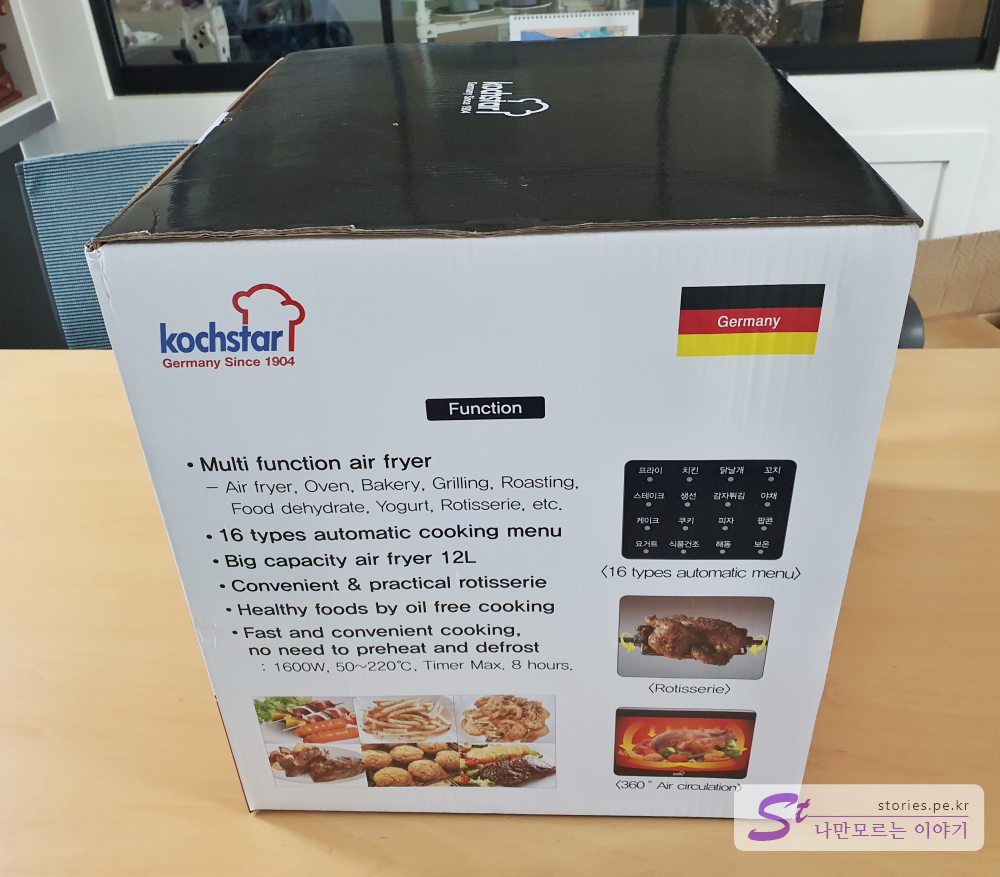 kochstar
Germany Since 1904
kochstar
Germany Since 1904
Germany
Function
• Multi function air fryer
– Air fryer, Oven, Bakery, Grilling, Roasting,
Food dehydrate, Yogurt, Rotisserie, etc.
• 16 types automatic cooking menu
• Big capacity air fryer 12L
• Convenient & practical rotisserie
• Healthy foods by oil free cooking
• Fast and convenient cooking,
no need to preheat and defrost
: 1600W, 50~220℃, Timer Max. 8 hours.
프라이 치킨 닭날개 꼬치
스테이크 생선 감자튀김 야채
케이크 쿠키 피자 팝콘
요거트 식품건조 해동 보온
〈16 types automatic menu〉
〈Rotisserie〉
〈360° Air circulation〉
St
stories.pe.kr
나만모르는 이야기